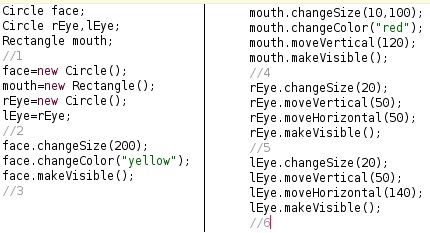 Circle face;
Circle rEye,lEye;
Rectangle mouth;
//1
face=new Circle();
mouth=new Rectangle();
rEye=new Circle();
lEye=rEye;
//2
face.changeSize(200);
face.changeColor("yellow");
face.makeVisible();
//3
mouth.changeSize(10,100);
mouth.changeColor("red");
mouth.moveVertical(120);
mouth.makeVisible();
//4
rEye.changeSize(20);
rEye.moveVertical(50);
rEye.moveHorizontal(50);
rEye.makeVisible();
//5
lEye.changeSize(20);
lEye.moveVertical(50);
lEye.moveHorizontal(140);
lEye.makeVisible();
//6